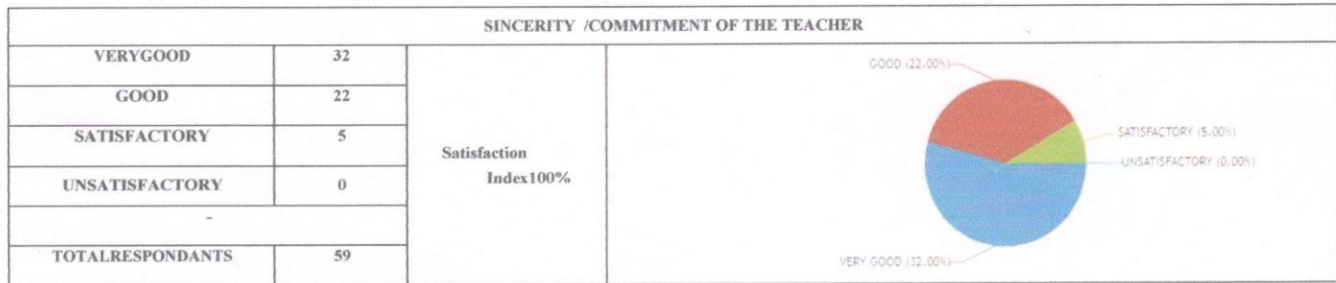 SINCERITY /COMMITMENT OF THE TEACHER
VERYGOOD 32
GOOD 22
SATISFACTORY 5
UNSATISFACTORY 0
-
TOTALRESPONDANTS 59
Satisfaction
Index100%
GOOD (22.00%)
SATISFACTORY (5.00%)
UNSATISFACTORY (0.00%)
VERY GOOD (32.00%)